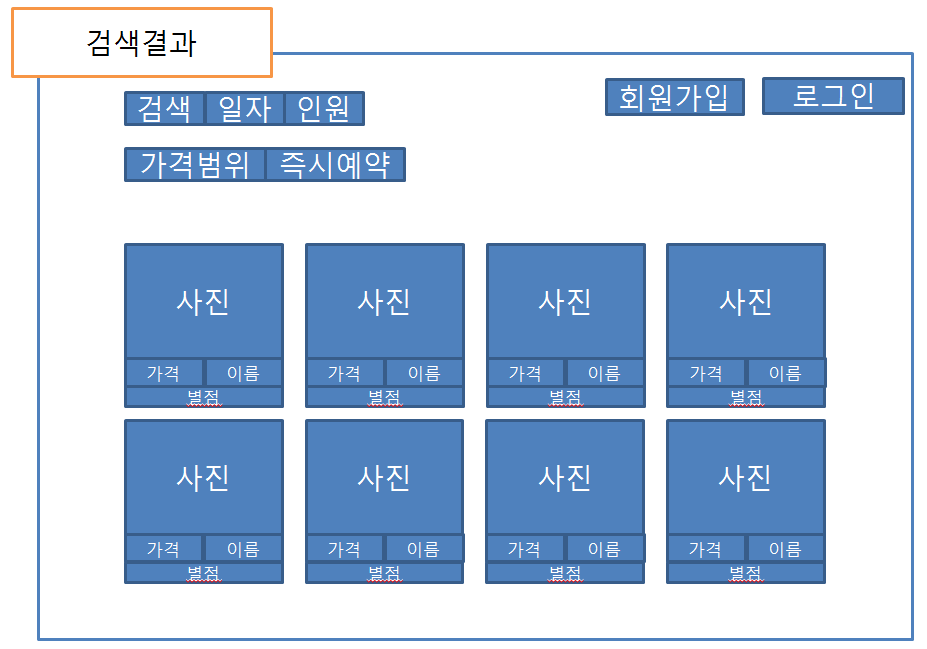 검색결과
검색 일자 인원
회원가입 로그인
가격범위 즉시예약
사진 사진 사진 사진
가격 이름 가격 이름 가격 이름 가격 이름
별점 별점 별점 별점
사진 사진 사진 사진
가격 이름 가격 이름 가격 이름 가격 이름
별점 별점 별점 별점